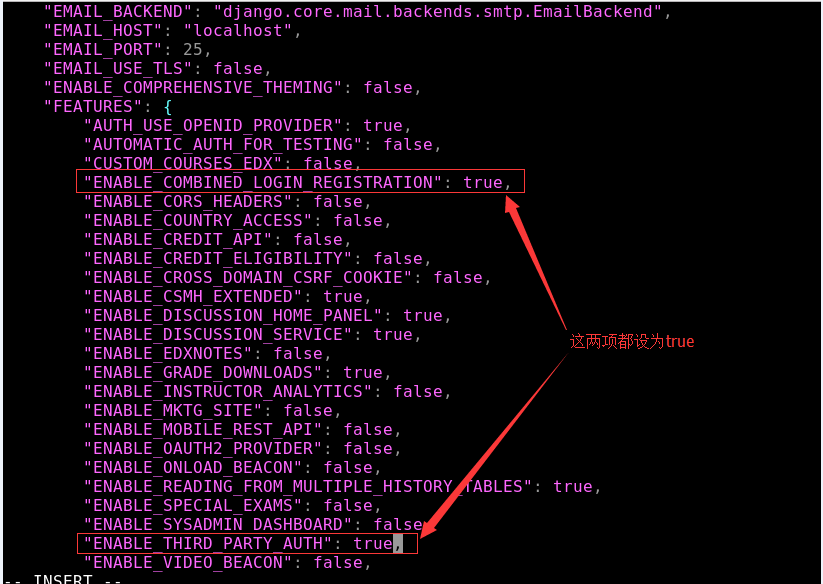 "EMAIL_BACKEND": "django.core.mail.backends.smtp.EmailBackend",
"EMAIL_HOST": "localhost",
"EMAIL_PORT": 25,
"EMAIL_USE_TLS": false,
"ENABLE_COMPREHENSIVE_THEMING": false,
"FEATURES": {
"AUTH_USE_OPENID_PROVIDER": true,
"AUTOMATIC_AUTH_FOR_TESTING": false,
"CUSTOM_COURSES_EDX": false,
"ENABLE_COMBINED_LOGIN_REGISTRATION": true,
"ENABLE_CORS_HEADERS": false,
"ENABLE_COUNTRY_ACCESS": false,
"ENABLE_CREDIT_API": false,
"ENABLE_CREDIT_ELIGIBILITY": false,
"ENABLE_CROSS_DOMAIN_CSRF_COOKIE": false,
"ENABLE_CSMH_EXTENDED": true,
"ENABLE_DISCUSSION_HOME_PANEL": true,
"ENABLE_DISCUSSION_SERVICE": true,
这两项都设为true
"ENABLE_EDXNOTES": false,
"ENABLE_GRADE_DOWNLOADS": true,
"ENABLE_INSTRUCTOR_ANALYTICS": false,
"ENABLE_MKTG_SITE": false,
"ENABLE_MOBILE_REST_API": false,
"ENABLE_OAUTH2_PROVIDER": false,
"ENABLE_ONLOAD_BEACON": false,
"ENABLE_READING_FROM_MULTIPLE_HISTORY_TABLES": true,
"ENABLE_SPECIAL_EXAMS": false,
"ENABLE_SYSADMIN_DASHBOARD": false,
"ENABLE_THIRD_PARTY_AUTH": true,
"ENABLE_VIDEO_BEACON": false,
-- INSERT --